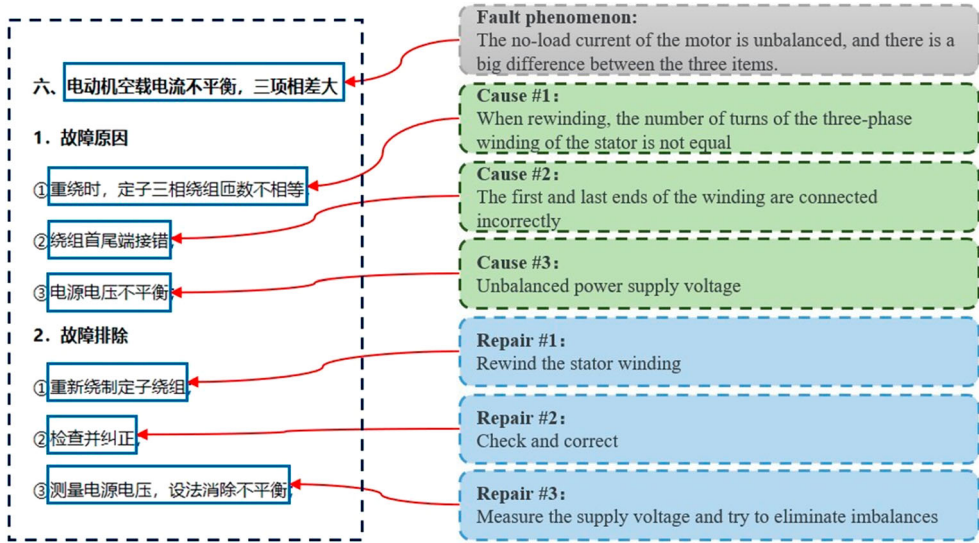 六、电动机空载电流不平衡，三项相差大
1. 故障原因
①重绕时，定子三相绕组匝数不相等;
②绕组首尾端接错;
③电源电压不平衡;
2. 故障排除
①重新绕制定子绕组;
②检查并纠正;
③测量电源电压，设法消除不平衡;
Fault phenomenon:
The no-load current of the motor is unbalanced, and there is a
big difference between the three items.
Cause #1:
When rewinding, the number of turns of the three-phase
winding of the stator is not equal
Cause #2:
The first and last ends of the winding are connected
incorrectly
Cause #3:
Unbalanced power supply voltage
Repair #1:
Rewind the stator winding
Repair #2:
Check and correct
Repair #3:
Measure the supply voltage and try to eliminate imbalances